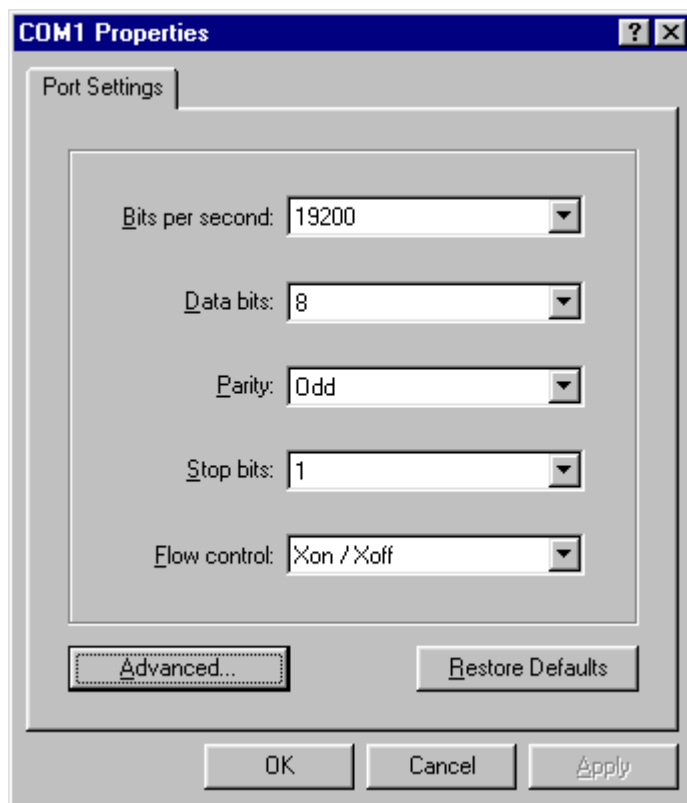 COM1 Properties
Port Settings
Bits per second: 19200
Data bits: 8
Parity: Odd
Stop bits: 1
Flow control: Xon / Xoff
Advanced... Restore Defaults
OK Cancel Apply